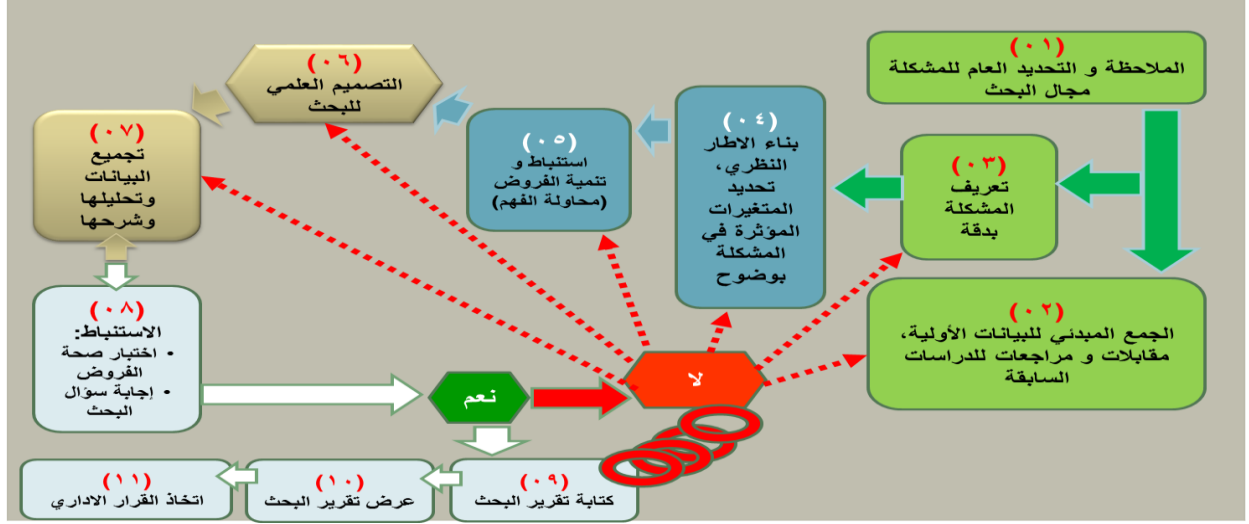 (٠١)
الملاحظة و التحديد العام للمشكلة
مجال البحث
(٠٢)
الجمع المبدئي للبيانات الأولية،
مقابلات و مراجعات للدراسات
السابقة
(٠٣)
تعريف
المشكلة
بدقة
(٠٤)
بناء الاطار
النظري،
تحديد
المتغيرات
المؤثرة في
المشكلة
بوضوح
(٠٥)
استنباط و
تنمية الفروض
(محاولة الفهم)
(٠٦)
التصميم العلمي
للبحث
(٠٧)
تجميع
البيانات
وتحليلها
وشرحها
(٠٨)
الاستنباط:
• اختبار صحة
الفروض
• إجابة سؤال
البحث
نعم
لا
(٠٩)
كتابة تقرير البحث
(١٠)
عرض تقرير البحث
(١١)
اتخاذ القرار الاداري